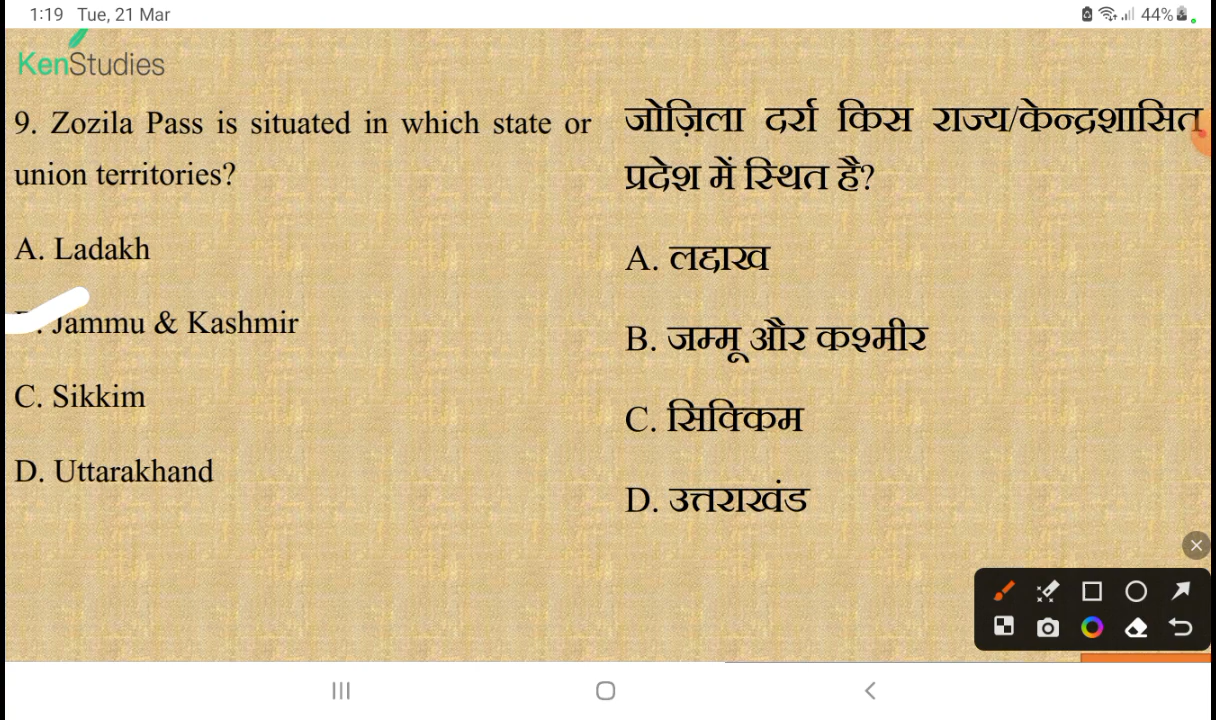 1:19 Tue, 21 Mar
44%
KenStudies
9. Zozila Pass is situated in which state or
union territories?
A. Ladakh
Jammu & Kashmir
C. Sikkim
D. Uttarakhand
जोज़िला दर्रा किस राज्य/केन्द्रशासित
प्रदेश में स्थित है?
A. लद्दाख
B. जम्मू और कश्मीर
C. सिक्किम
D. उत्तराखंड